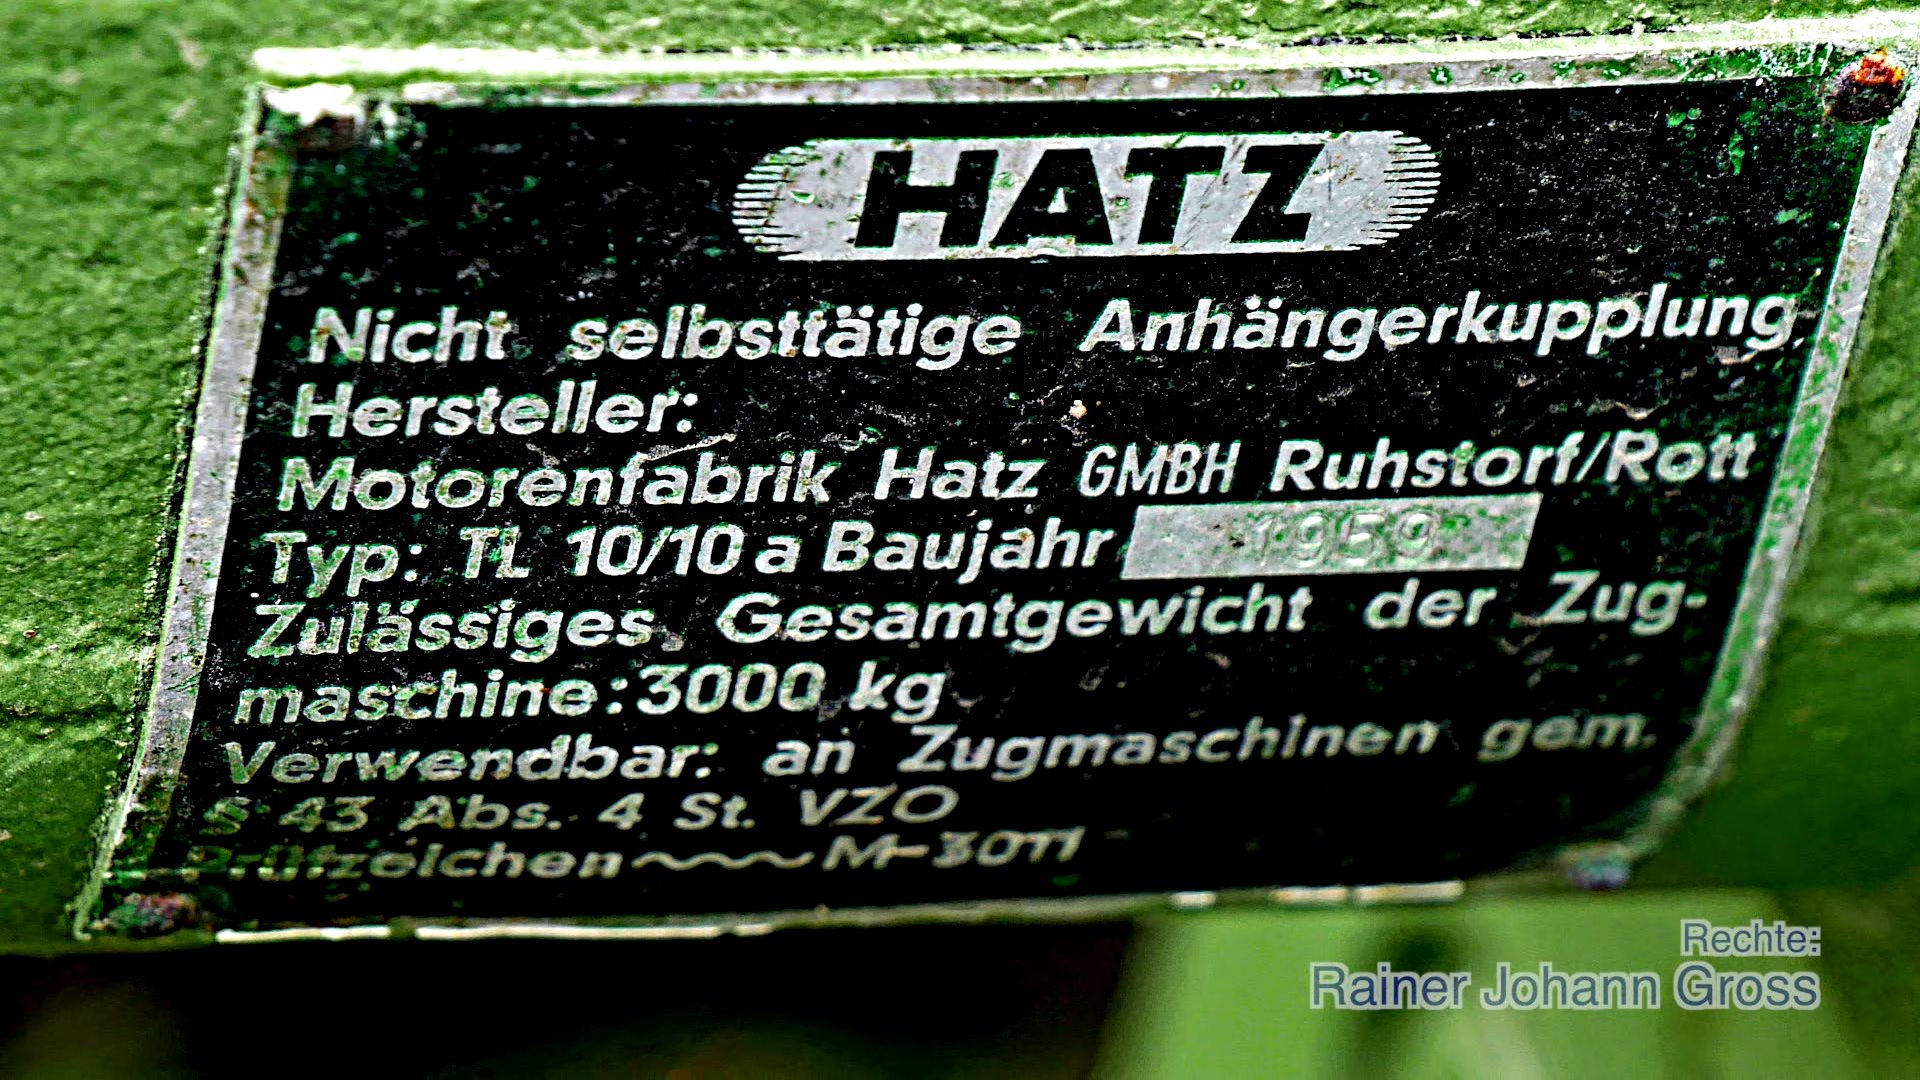 HATZ
Nicht selbsttätige Anhängerkupplung.
Hersteller:
Motorenfabrik Hatz GMBH Ruhstorf/Rott
Typ: TL 10/10 a Baujahr 1959
Zulässiges Gesamtgewicht der Zug-
maschine: 3000 kg
Verwendbar: an Zugmaschinen gem.
§ 43 Abs. 4 St. VZO
Prüfzeichen ~~~ M-3011
Rechte:
Rainer Johann Gross